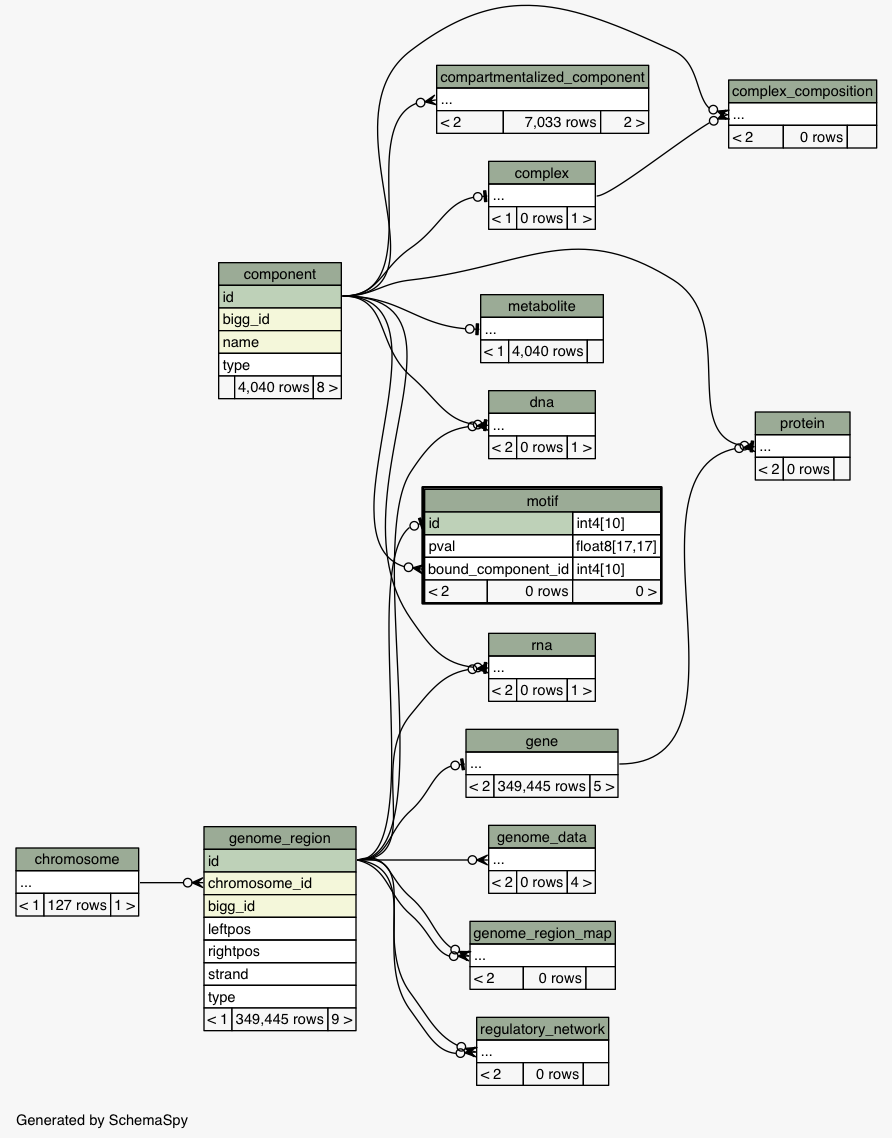 compartmentalized_component
...
< 2 7,033 rows 2 >
complex_composition
...
< 2 0 rows
complex
...
< 1 0 rows 1 >
component
id
bigg_id
name
type
4,040 rows 8 >
metabolite
...
< 1 4,040 rows
dna
...
< 2 0 rows 1 >
protein
...
< 2 0 rows
motif
id int4[10]
pval float8[17,17]
bound_component_id int4[10]
< 2 0 rows 0 >
rna
...
< 2 0 rows 1 >
gene
...
< 2 349,445 rows 5 >
chromosome
...
< 1 127 rows 1 >
genome_region
id
chromosome_id
bigg_id
leftpos
rightpos
strand
type
< 1 349,445 rows 9 >
genome_data
...
< 2 0 rows 4 >
genome_region_map
...
< 2 0 rows
regulatory_network
...
< 2 0 rows
Generated by SchemaSpy